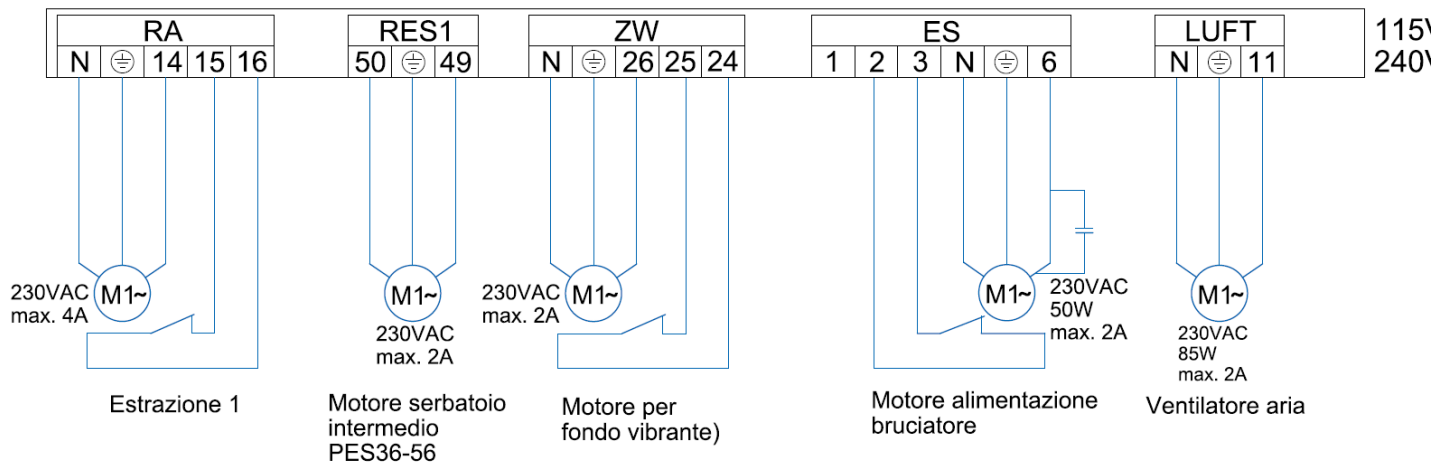 RA
N 14 15 16
RES1
50 49
ZW
N 26 25 24
ES
1 2 3 N 6
LUFT
N 11
115V
240V
M1~
230VAC
max. 4A
Estrazione 1
M1~
230VAC
max. 2A
Motore serbatoio
intermedio
PES36-56
M1~
230VAC
max. 2A
Motore per
fondo vibrante)
M1~
230VAC
50W
max. 2A
Motore alimentazione
bruciatore
M1~
230VAC
85W
max. 2A
Ventilatore aria